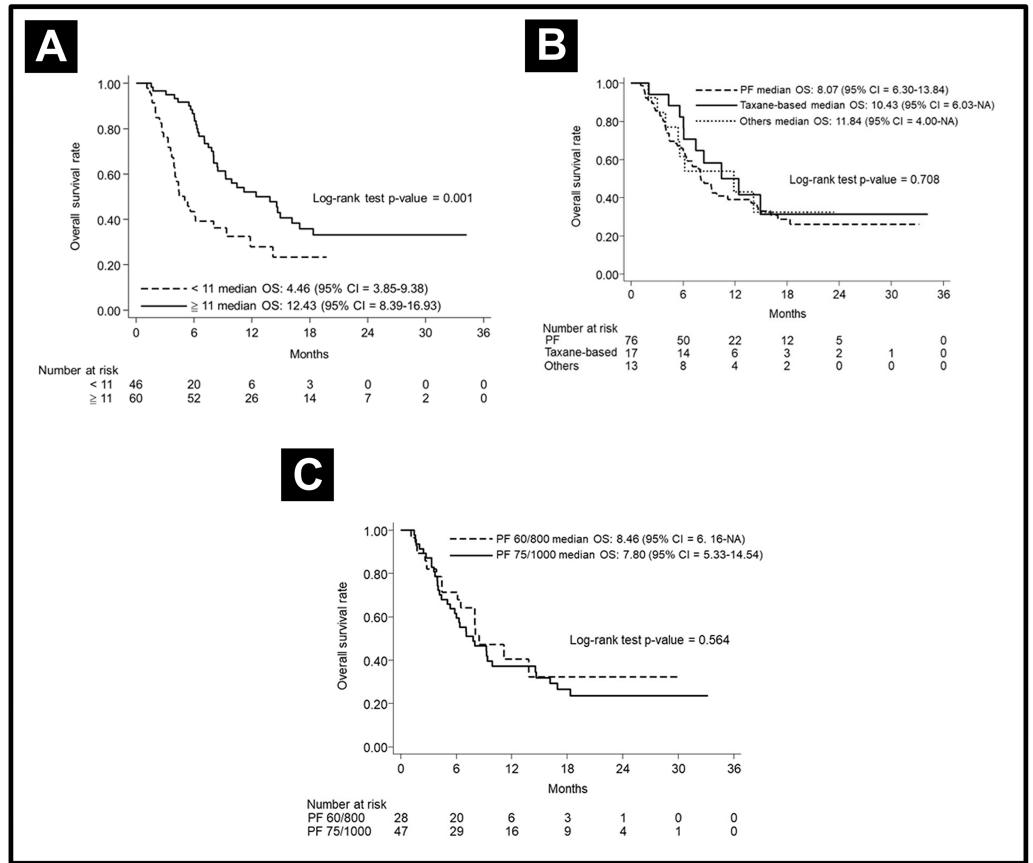 A
1.00
0.80
0.60
0.40
0.20
0.00
Overall survival rate
Log-rank test p-value = 0.001
< 11 median OS: 4.46 (95% CI = 3.85-9.38)
≧ 11 median OS: 12.43 (95% CI = 8.39-16.93)
0 6 12 18 24 30 36
Months
Number at risk
< 11 46 20 6 3 0 0 0
≧ 11 60 52 26 14 7 2 0
B
1.00
0.80
0.60
0.40
0.20
0.00
Overall survival rate
PF median OS: 8.07 (95% CI = 6.30-13.84)
Taxane-based median OS: 10.43 (95% CI = 6.03-NA)
Others median OS: 11.84 (95% CI = 4.00-NA)
Log-rank test p-value = 0.708
0 6 12 18 24 30 36
Months
Number at risk
PF 76 50 22 12 5 0
Taxane-based 17 14 6 3 2 1 0
Others 13 8 4 2 0 0 0
C
1.00
0.80
0.60
0.40
0.20
0.00
Overall survival rate
PF 60/800 median OS: 8.46 (95% CI = 6. 16-NA)
PF 75/1000 median OS: 7.80 (95% CI = 5.33-14.54)
Log-rank test p-value = 0.564
0 6 12 18 24 30 36
Months
Number at risk
PF 60/800 28 20 6 3 1 0 0
PF 75/1000 47 29 16 9 4 1 0